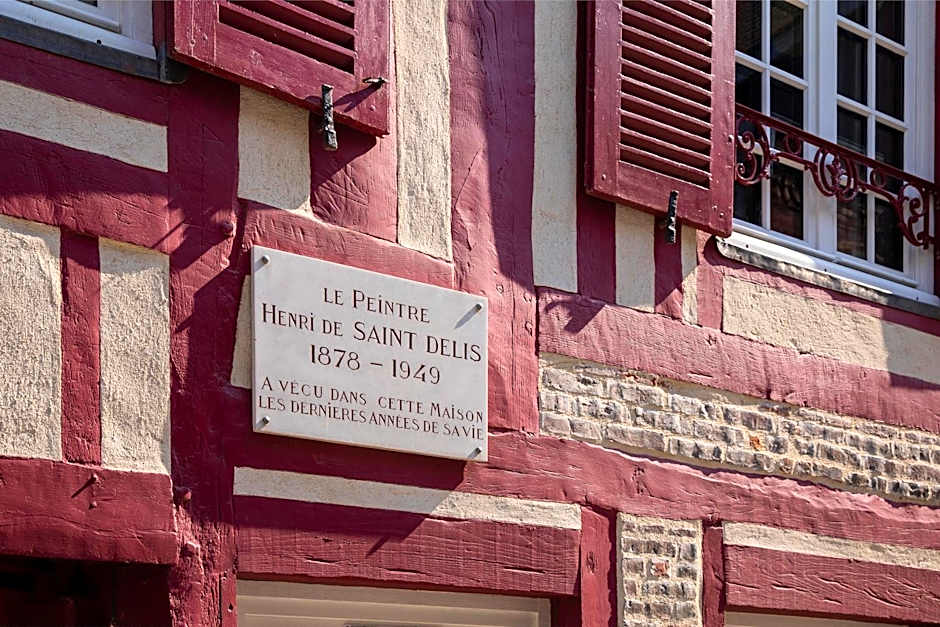 LE PEINTRE
HENRI DE SAINT DELIS
1878 - 1949
A VÉCU DANS CETTE MAISON
LES DERNIÈRES ANNÉES DE SA VIE